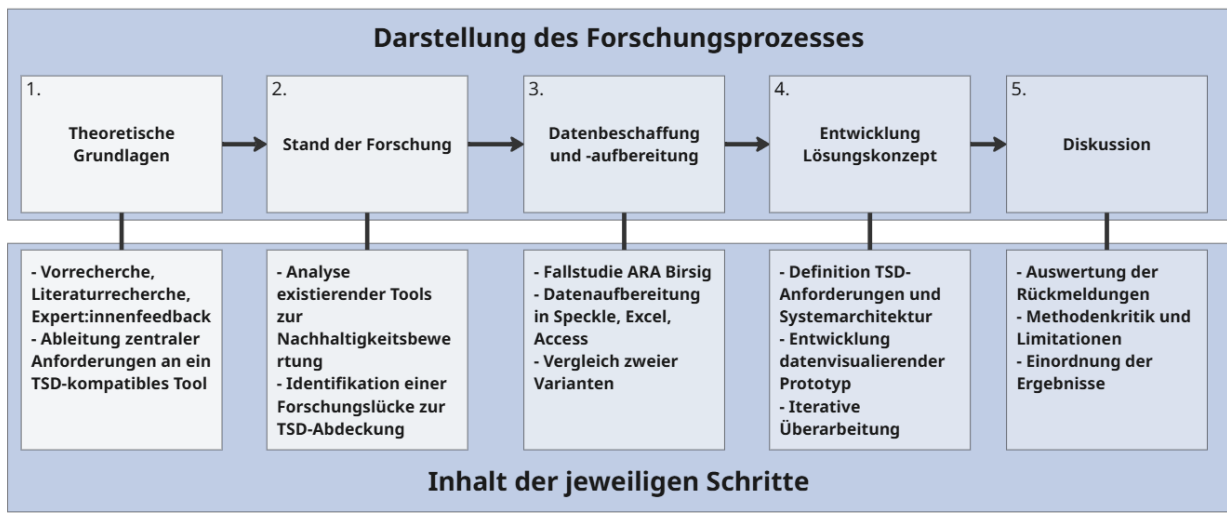 Darstellung des Forschungsprozesses
1.
Theoretische
Grundlagen
2.
Stand der Forschung
3.
Datenbeschaffung
und -aufbereitung
4.
Entwicklung
Lösungskonzept
5.
Diskussion
- Vorrecherche,
Literaturrecherche,
Expert:innenfeedback
- Ableitung zentraler
Anforderungen an ein
TSD-kompatibles Tool
- Analyse
existierender Tools
zur
Nachhaltigkeitsbewe
rtung
- Identifikation einer
Forschungslücke zur
TSD-Abdeckung
- Fallstudie ARA Birsig
- Datenaufbereitung
in Speckle, Excel,
Access
- Vergleich zweier
Varianten
- Definition TSD-
Anforderungen und
Systemarchitektur
- Entwicklung
datenvisualierender
Prototyp
- Iterative
Überarbeitung
- Auswertung der
Rückmeldungen
- Methodenkritik und
Limitationen
- Einordnung der
Ergebnisse
Inhalt der jeweiligen Schritte